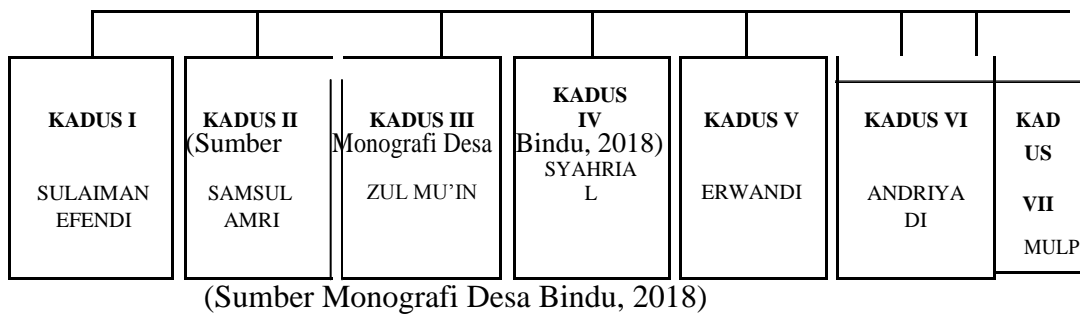 KADUS I
SULAIMAN
EFENDI
KADUS II
SAMSUL
AMRI
KADUS III
ZUL MU’IN
KADUS
IV
SYAHRIA
L
KADUS V
ERWANDI
KADUS VI
ANDRIYA
DI
KAD
US
VII
MULP
(Sumber Monografi Desa Bindu, 2018)
(Sumber Monografi Desa Bindu, 2018)